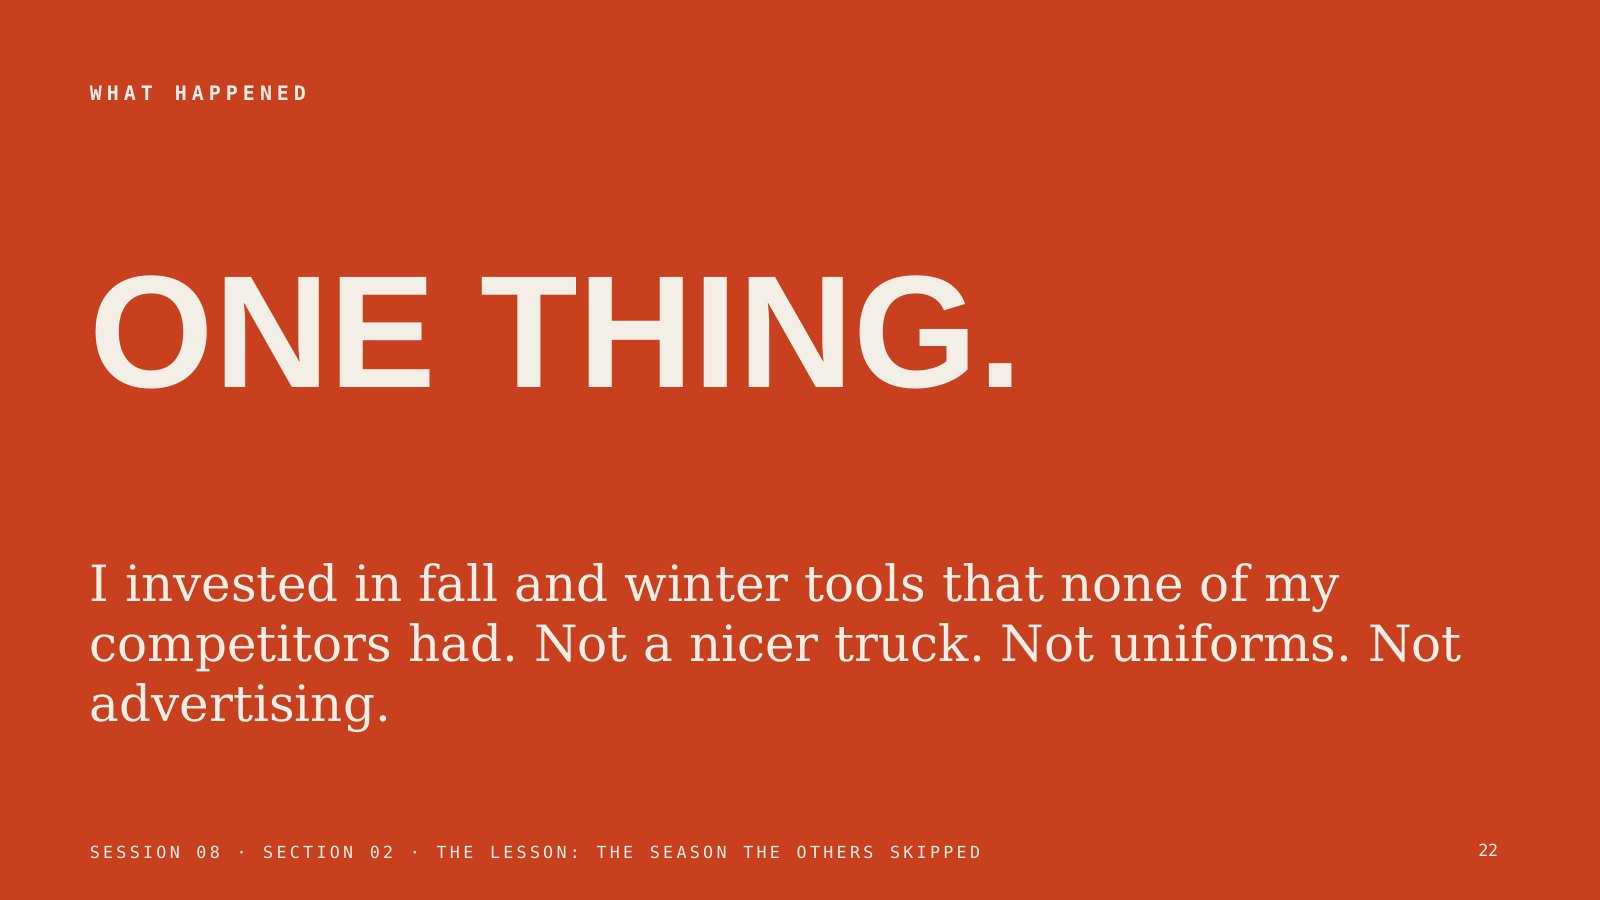 WHAT HAPPENED
ONE THING.
I invested in fall and winter tools that none of my
competitors had. Not a nicer truck. Not uniforms. Not
advertising.
SESSION 08 · SECTION 02 · THE LESSON: THE SEASON THE OTHERS SKIPPED
22